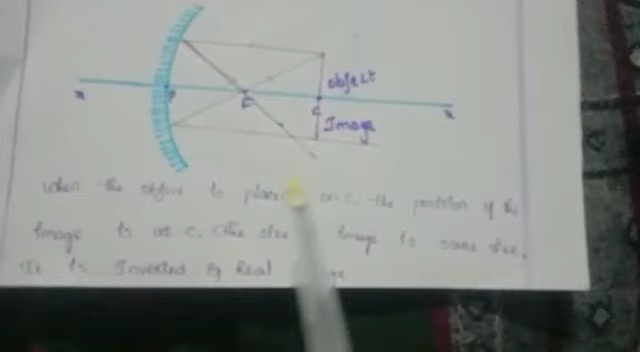 object
P
F
C
Image
When the object is placed at C. the position of the
Image is at C. The size Image is same size.
It is Inverted & Real